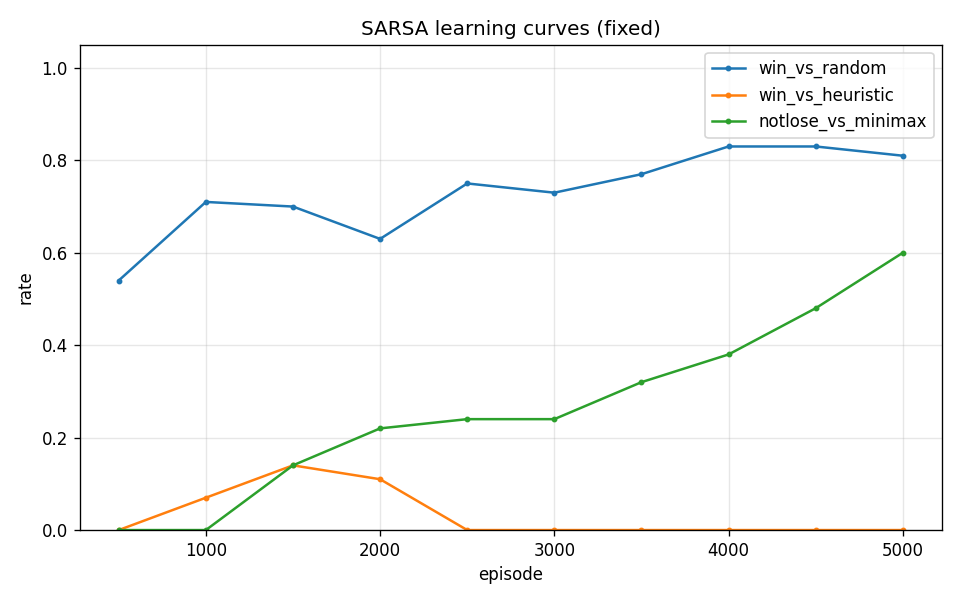 SARSA learning curves (fixed)
win_vs_random
win_vs_heuristic
notlose_vs_minimax
1.0
0.8
0.6
0.4
0.2
0.0
rate
1000
2000
3000
4000
5000
episode